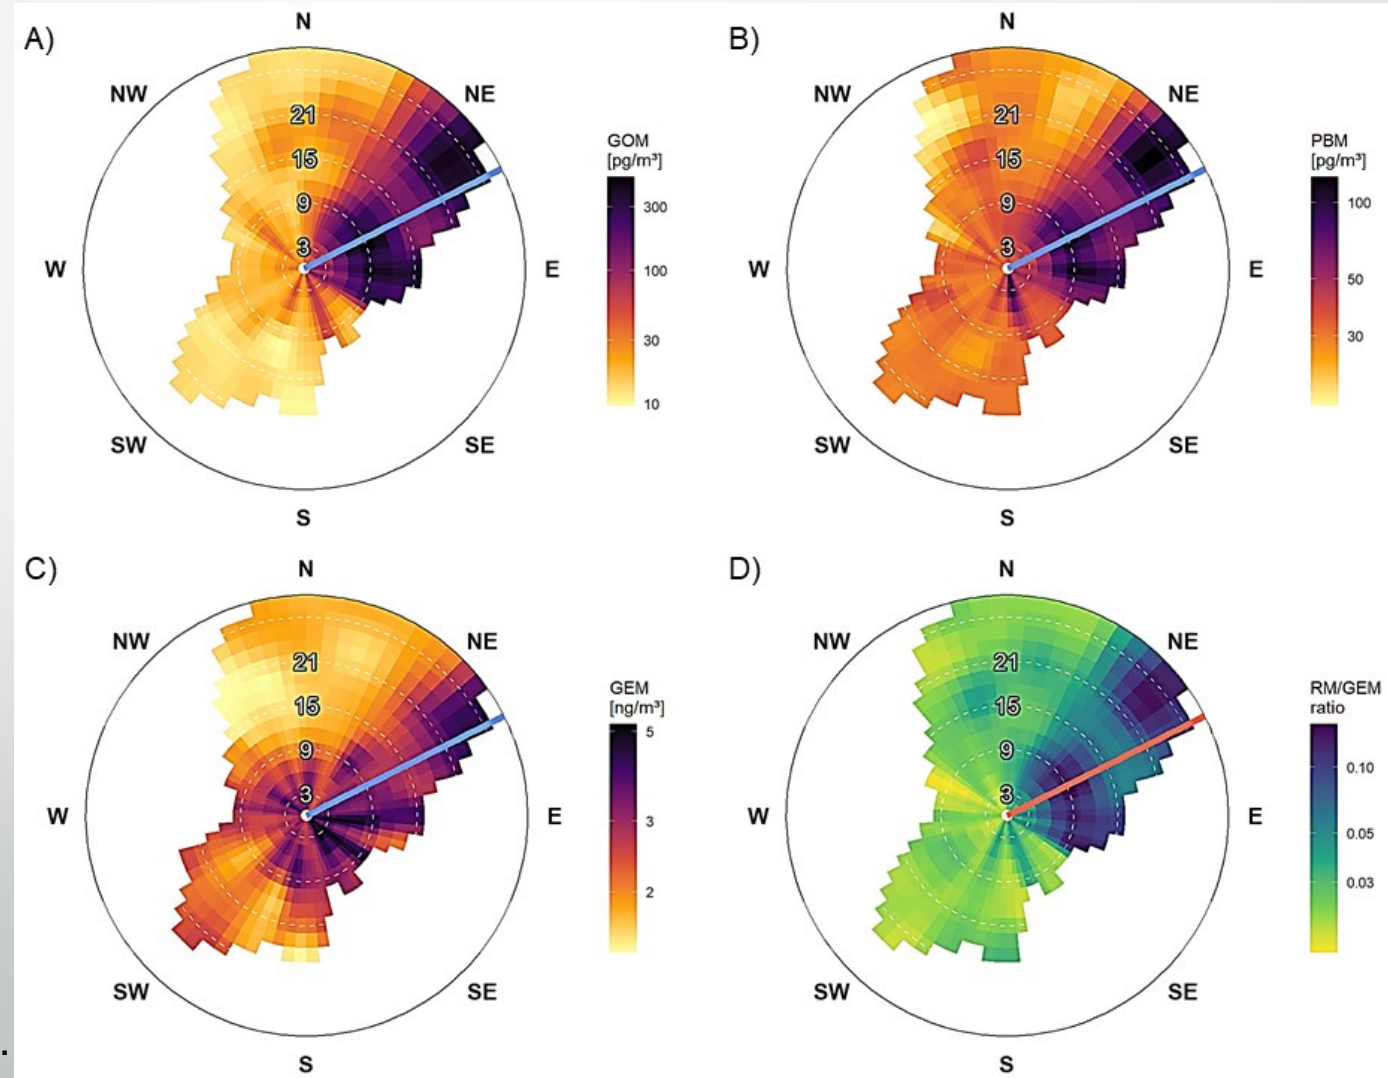 A)
N
NW
NE
21
15
9
3
W
E
SW
SE
S
GOM
[pg/m³]
300
100
30
10
B)
N
NW
NE
21
15
9
3
W
E
SW
SE
S
PBM
[pg/m³]
100
50
30
C)
N
NW
NE
21
15
9
3
W
E
SW
SE
S
GEM
[ng/m³]
5
3
2
D)
N
NW
NE
21
15
9
3
W
E
SW
SE
S
RM/GEM
ratio
0.10
0.05
0.03
.